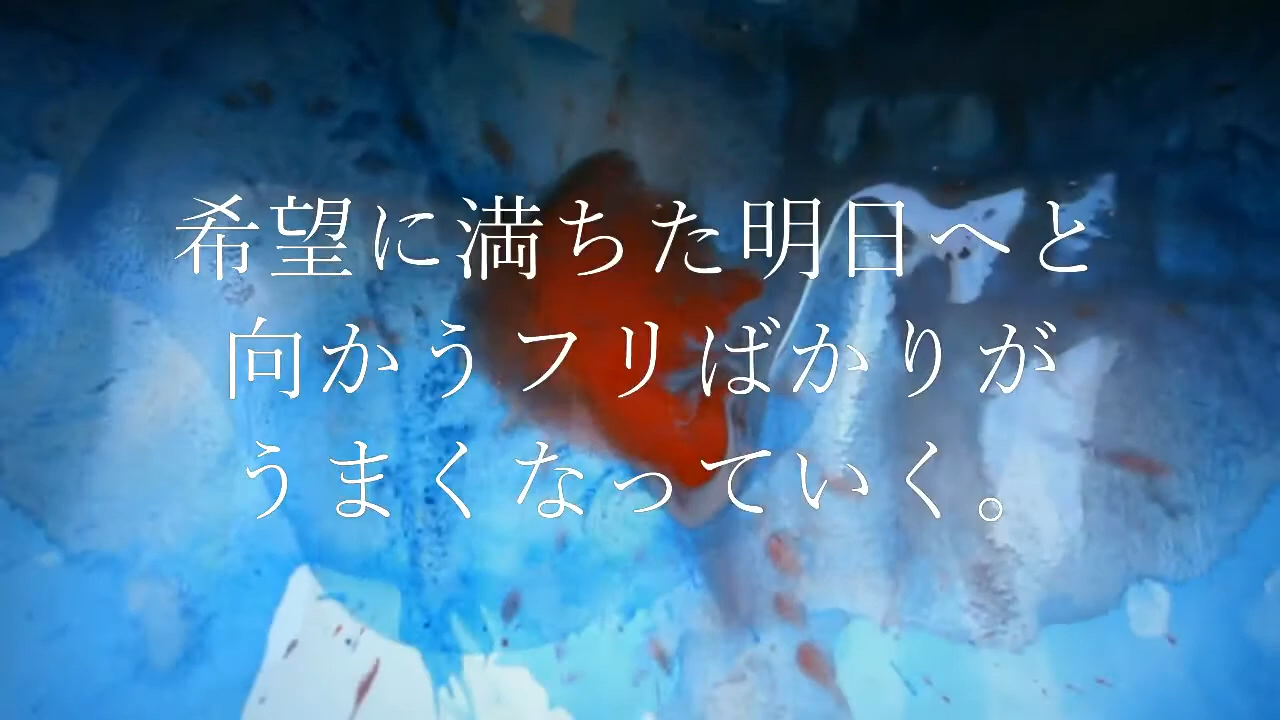 希望に満ちた明日へと
向かうフリばかりが
うまくなっていく。